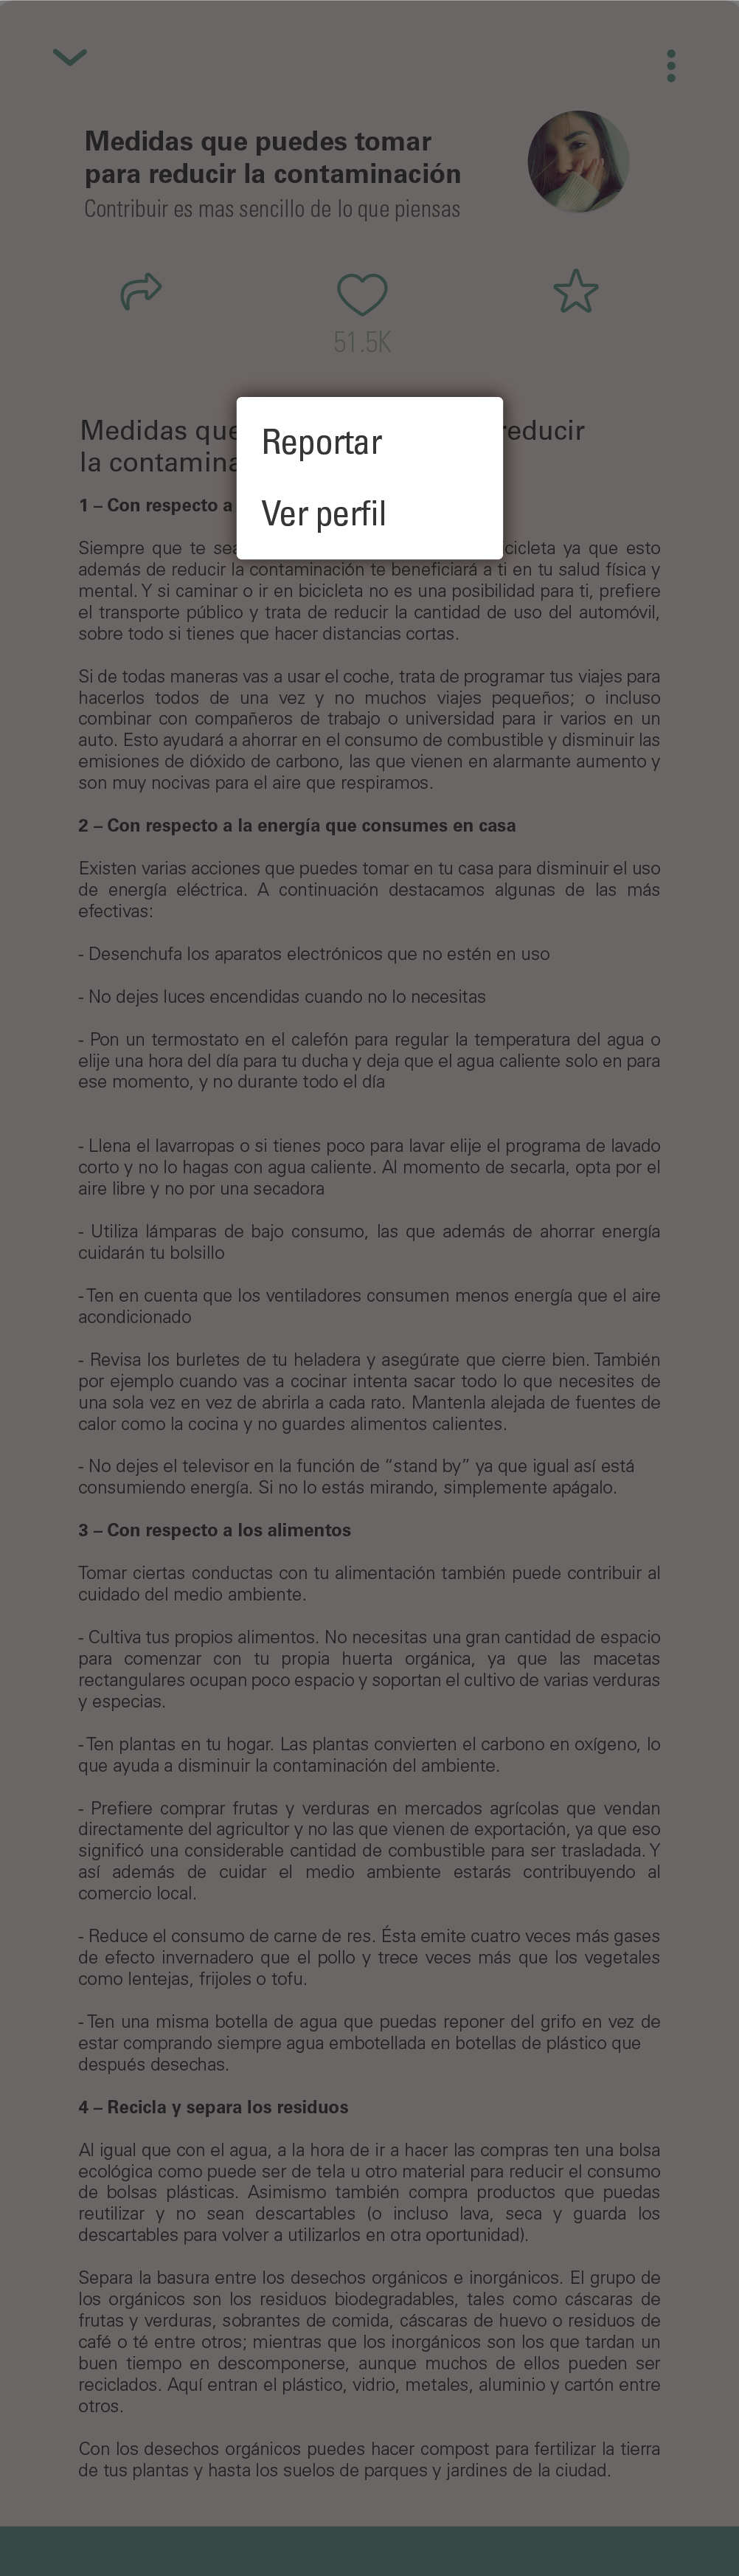 Medidas que puedes tomar
para reducir la contaminación
Contribuir es mas sencillo de lo que piensas
51.5K
Reportar
Ver perfil
Medidas que reducir
la contamina
1 – Con respecto a
Siempre que te sea icicleta ya que esto
además de reducir la contaminación te beneficiará a ti en tu salud física y
mental. Y si caminar o ir en bicicleta no es una posibilidad para ti, prefiere
el transporte público y trata de reducir la cantidad de uso del automóvil,
sobre todo si tienes que hacer distancias cortas.
Si de todas maneras vas a usar el coche, trata de programar tus viajes para
hacerlos todos de una vez y no muchos viajes pequeños; o incluso
combinar con compañeros de trabajo o universidad para ir varios en un
auto. Esto ayudará a ahorrar en el consumo de combustible y disminuir las
emisiones de dióxido de carbono, las que vienen en alarmante aumento y
son muy nocivas para el aire que respiramos.
2 – Con respecto a la energía que consumes en casa
Existen varias acciones que puedes tomar en tu casa para disminuir el uso
de energía eléctrica. A continuación destacamos algunas de las más
efectivas:
- Desenchufa los aparatos electrónicos que no estén en uso
- No dejes luces encendidas cuando no lo necesitas
- Pon un termostato en el calefón para regular la temperatura del agua o
elije una hora del día para tu ducha y deja que el agua caliente solo en para
ese momento, y no durante todo el día
- Llena el lavarropas o si tienes poco para lavar elije el programa de lavado
corto y no lo hagas con agua caliente. Al momento de secarla, opta por el
aire libre y no por una secadora
- Utiliza lámparas de bajo consumo, las que además de ahorrar energía
cuidarán tu bolsillo
- Ten en cuenta que los ventiladores consumen menos energía que el aire
acondicionado
- Revisa los burletes de tu heladera y asegúrate que cierre bien. También
por ejemplo cuando vas a cocinar intenta sacar todo lo que necesites de
una sola vez en vez de abrirla a cada rato. Mantenla alejada de fuentes de
calor como la cocina y no guardes alimentos calientes.
- No dejes el televisor en la función de “stand by” ya que igual así está
consumiendo energía. Si no lo estás mirando, simplemente apágalo.
3 – Con respecto a los alimentos
Tomar ciertas conductas con tu alimentación también puede contribuir al
cuidado del medio ambiente.
- Cultiva tus propios alimentos. No necesitas una gran cantidad de espacio
para comenzar con tu propia huerta orgánica, ya que las macetas
rectangulares ocupan poco espacio y soportan el cultivo de varias verduras
y especias.
- Ten plantas en tu hogar. Las plantas convierten el carbono en oxígeno, lo
que ayuda a disminuir la contaminación del ambiente.
- Prefiere comprar frutas y verduras en mercados agrícolas que vendan
directamente del agricultor y no las que vienen de exportación, ya que eso
significó una considerable cantidad de combustible para ser trasladada. Y
así además de cuidar el medio ambiente estarás contribuyendo al
comercio local.
- Reduce el consumo de carne de res. Ésta emite cuatro veces más gases
de efecto invernadero que el pollo y trece veces más que los vegetales
como lentejas, frijoles o tofu.
- Ten una misma botella de agua que puedas reponer del grifo en vez de
estar comprando siempre agua embotellada en botellas de plástico que
después desechas.
4 – Recicla y separa los residuos
Al igual que con el agua, a la hora de ir a hacer las compras ten una bolsa
ecológica como puede ser de tela u otro material para reducir el consumo
de bolsas plásticas. Asimismo también compra productos que puedas
reutilizar y no sean descartables (o incluso lava, seca y guarda los
descartables para volver a utilizarlos en otra oportunidad).
Separa la basura entre los desechos orgánicos e inorgánicos. El grupo de
los orgánicos son los residuos biodegradables, tales como cáscaras de
frutas y verduras, sobrantes de comida, cáscaras de huevo o residuos de
café o té entre otros; mientras que los inorgánicos son los que tardan un
buen tiempo en descomponerse, aunque muchos de ellos pueden ser
reciclados. Aquí entran el plástico, vidrio, metales, aluminio y cartón entre
otros.
Con los desechos orgánicos puedes hacer compost para fertilizar la tierra
de tus plantas y hasta los suelos de parques y jardines de la ciudad.